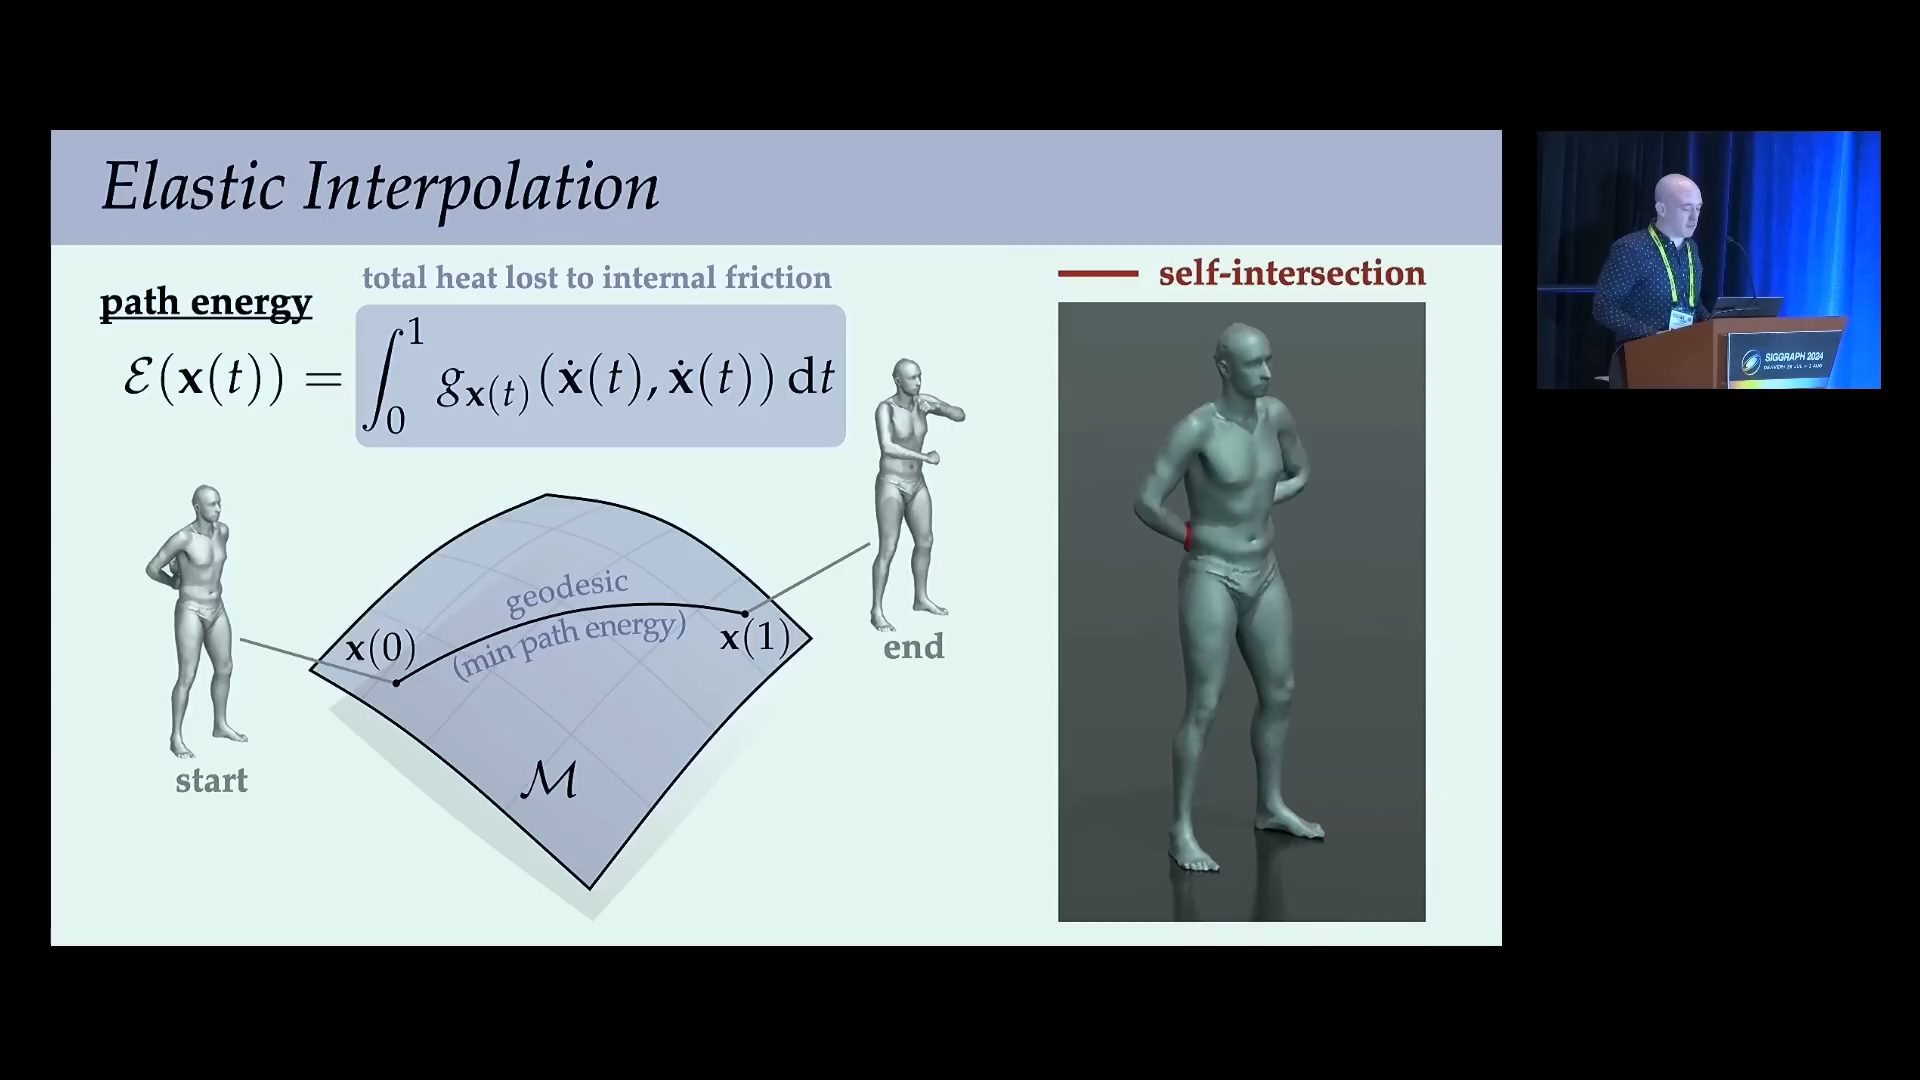 Elastic Interpolation
total heat lost to internal friction
path energy
ℰ(𝐱(t)) = ∫₀¹ g_𝐱(t)(ẋ(t), ẋ(t)) dt
self-intersection
geodesic
(min path energy)
𝐱(0)
𝐱(1)
ℳ
start
end
SIGGRAPH 2024